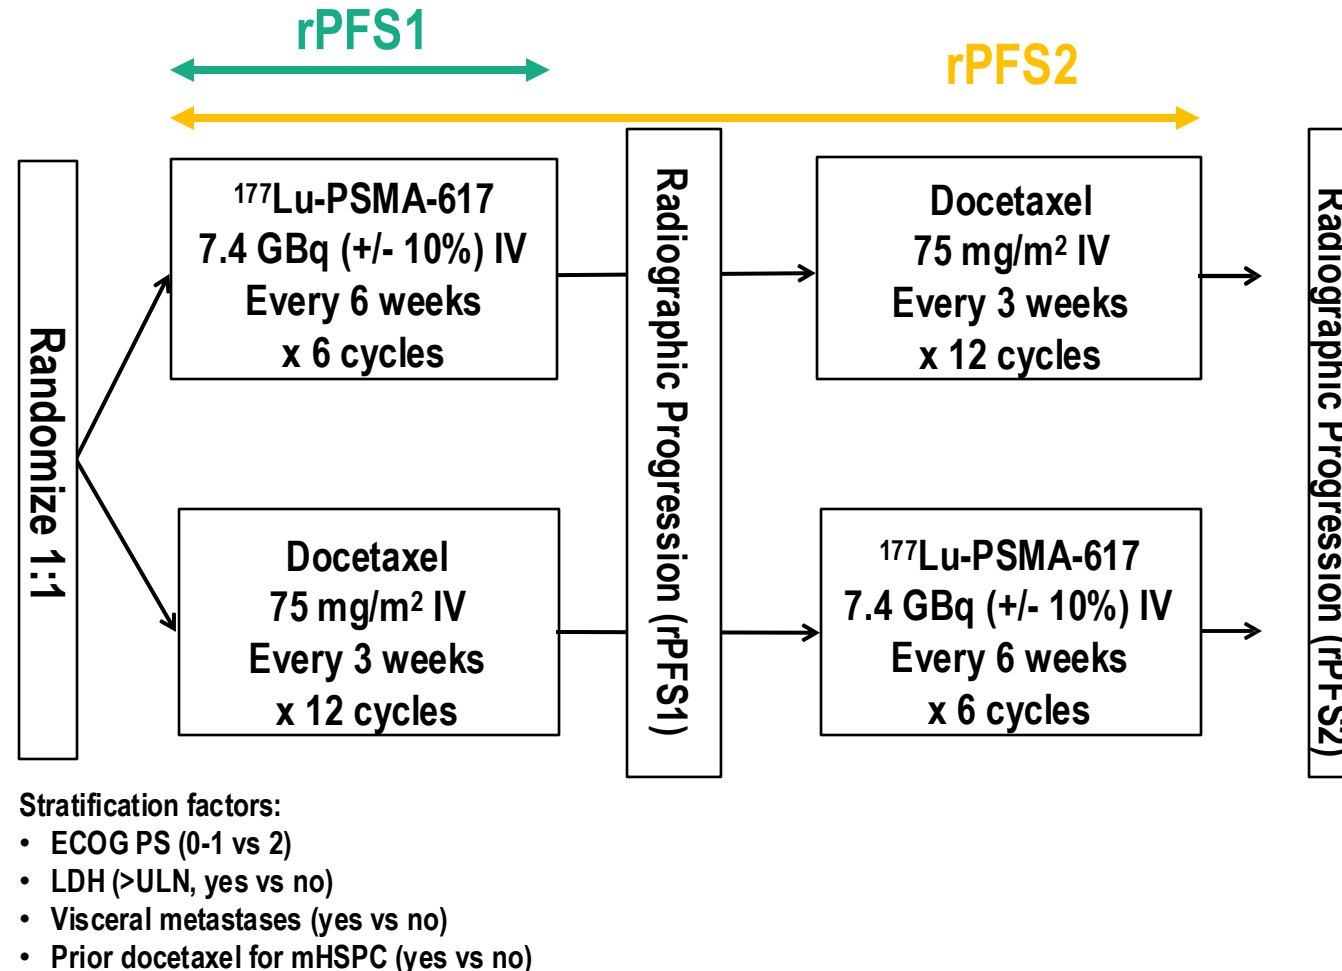 rPFS1
rPFS2
Randomize 1:1
¹⁷⁷Lu-PSMA-617
7.4 GBq (+/- 10%) IV
Every 6 weeks
x 6 cycles
Radiographic Progression (rPFS1)
Docetaxel
75 mg/m² IV
Every 3 weeks
x 12 cycles
Radiographic Progression (rPFS2)
Docetaxel
75 mg/m² IV
Every 3 weeks
x 12 cycles
¹⁷⁷Lu-PSMA-617
7.4 GBq (+/- 10%) IV
Every 6 weeks
x 6 cycles
Stratification factors:
• ECOG PS (0-1 vs 2)
• LDH (>ULN, yes vs no)
• Visceral metastases (yes vs no)
• Prior docetaxel for mHSPC (yes vs no)